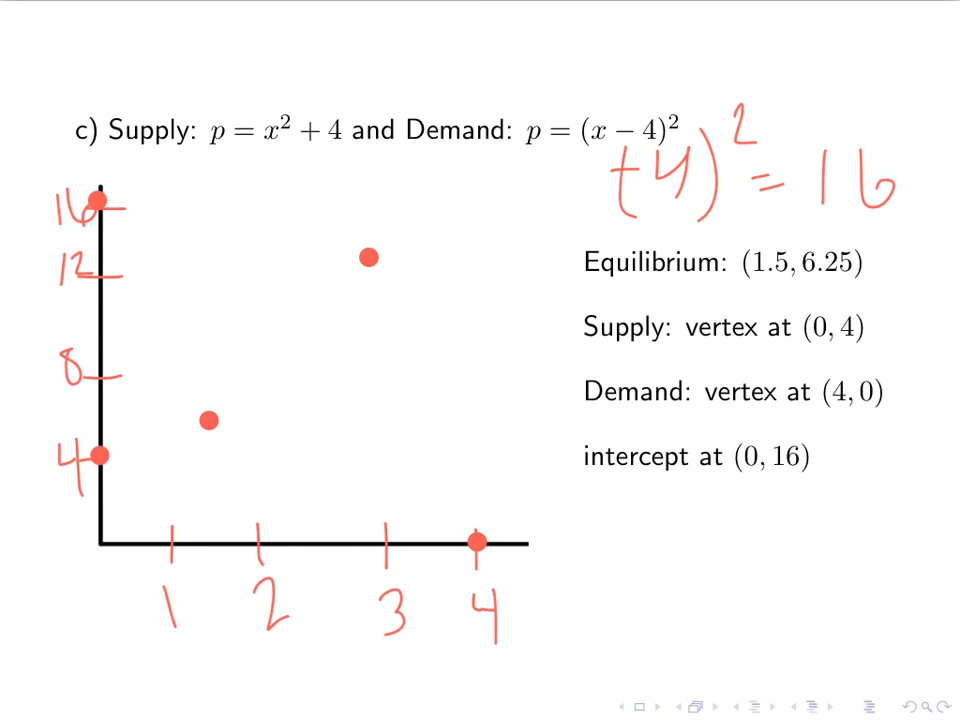 c) Supply: p = x² + 4 and Demand: p = (x − 4)²
(-4)² = 16
16
12
8
4
1 2 3 4
Equilibrium: (1.5, 6.25)
Supply: vertex at (0, 4)
Demand: vertex at (4, 0)
intercept at (0, 16)